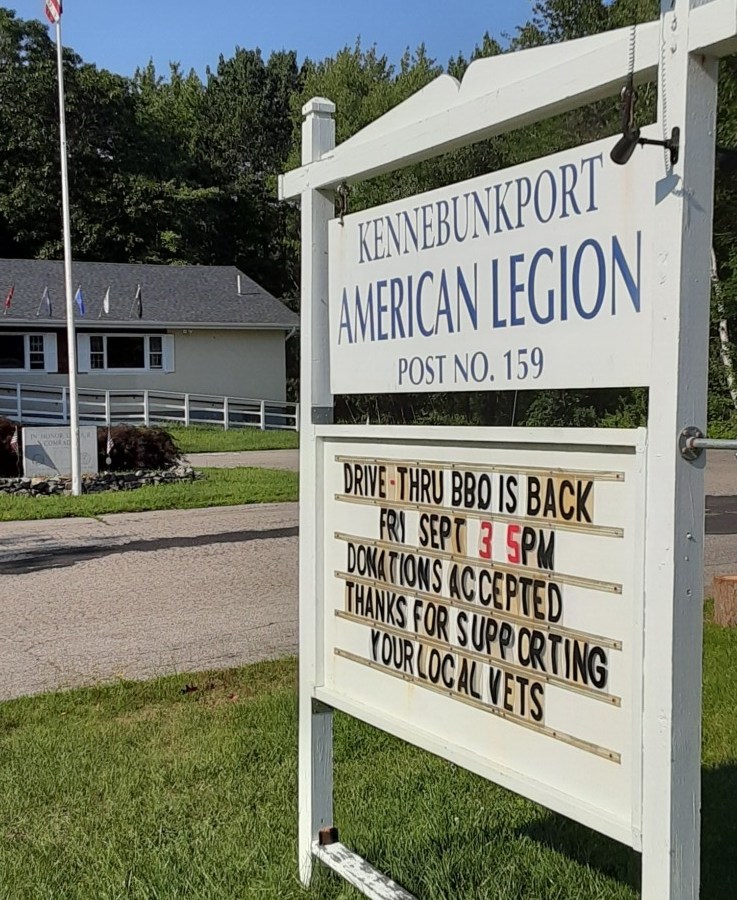 KENNEBUNKPORT
AMERICAN LEGION
POST NO. 159
DRIVE-THRU BBQ IS BACK
FRI SEPT 3 5PM
DONATIONS ACCEPTED
THANKS FOR SUPPORTING
YOUR LOCAL VETS